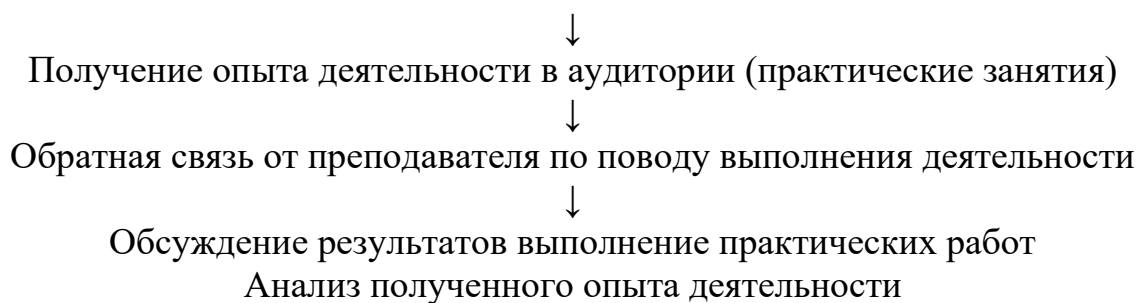 ↓
Получение опыта деятельности в аудитории (практические занятия)
↓
Обратная связь от преподавателя по поводу выполнения деятельности
↓
Обсуждение результатов выполнение практических работ
Анализ полученного опыта деятельности